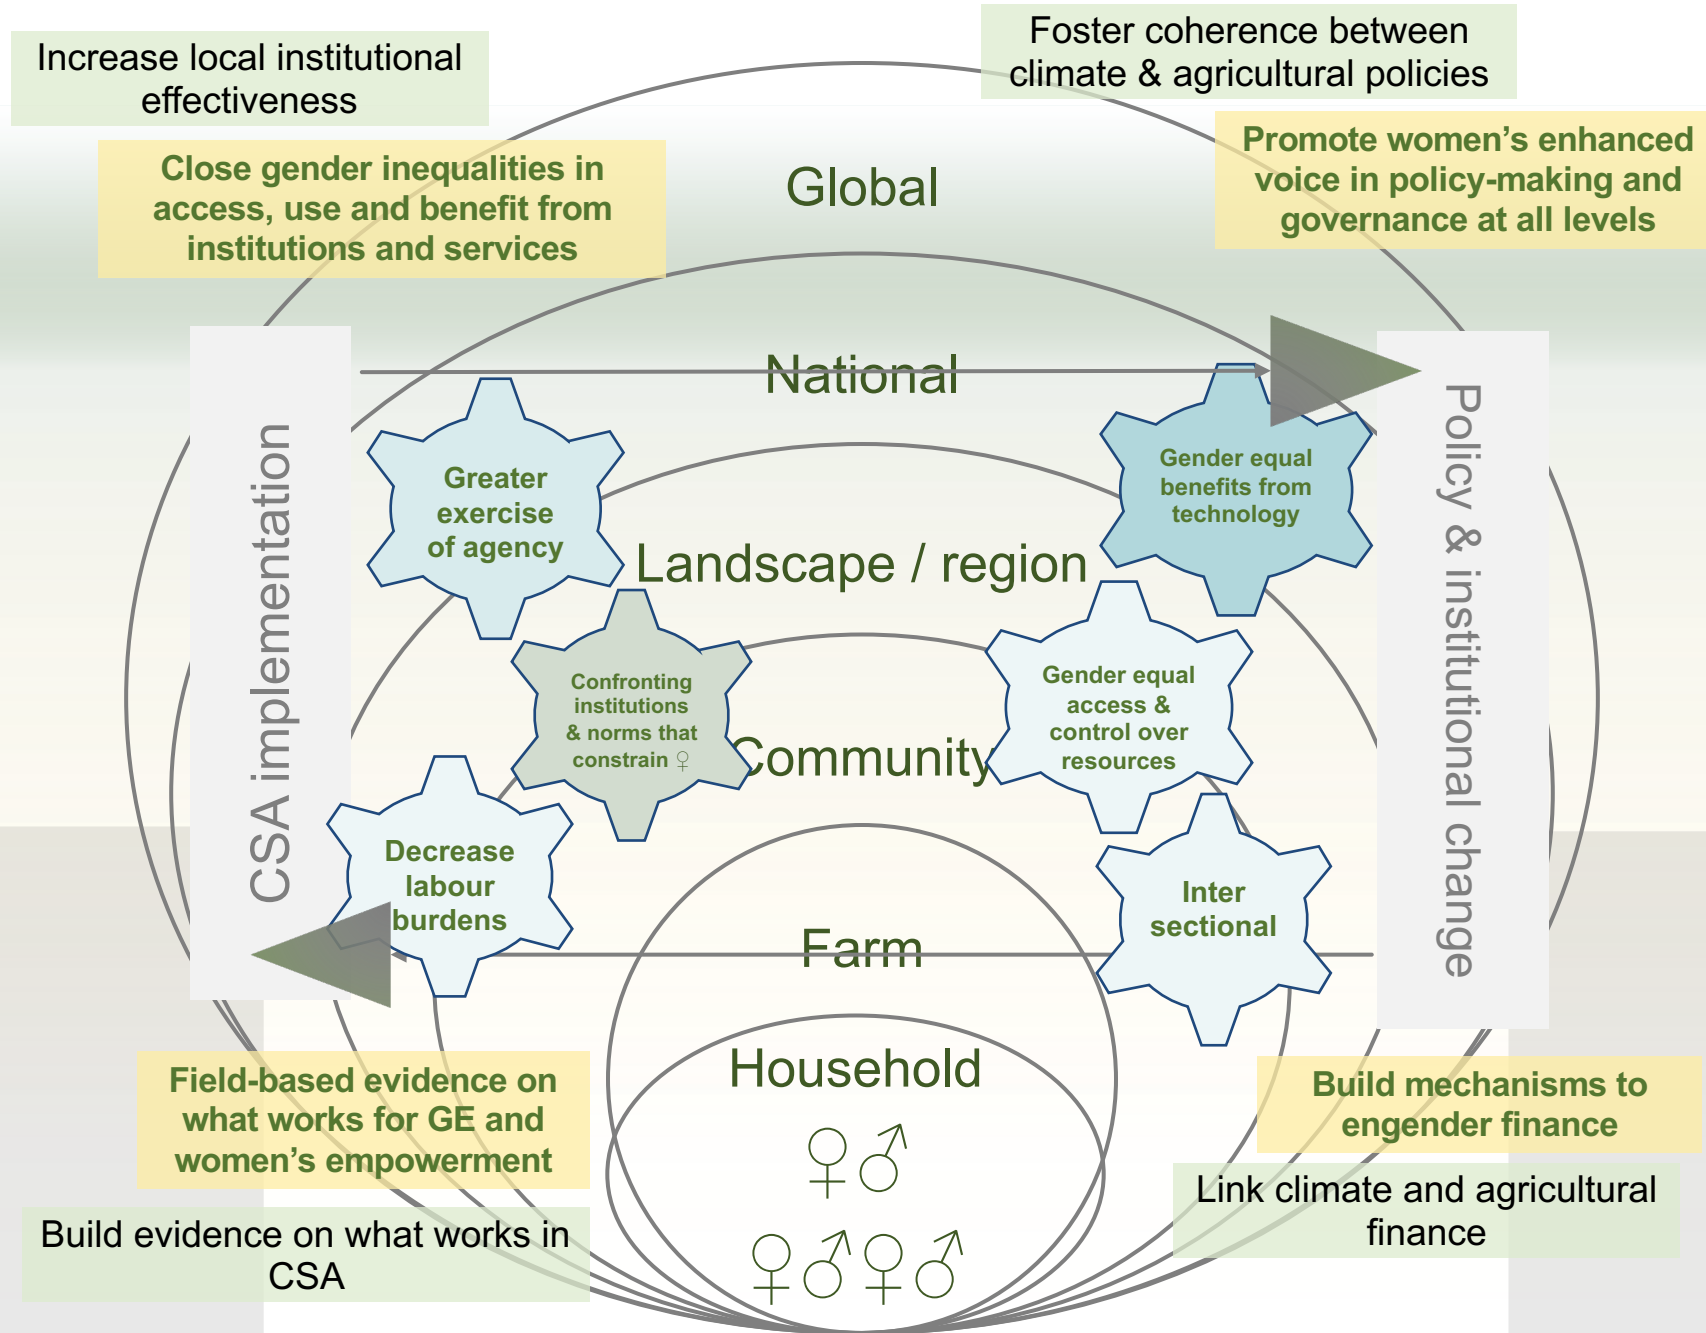 Increase local institutional
effectiveness
Foster coherence between
climate & agricultural policies
Close gender inequalities in
access, use and benefit from
institutions and services
Promote women’s enhanced
voice in policy-making and
governance at all levels
Global
National
Landscape / region
Community
Farm
Household
CSA implementation
Policy & institutional change
Greater
exercise
of agency
Gender equal
benefits from
technology
Confronting
institutions
& norms that
constrain ♀
Gender equal
access &
control over
resources
Decrease
labour
burdens
Inter
sectional
Field-based evidence on
what works for GE and
women’s empowerment
Build mechanisms to
engender finance
Build evidence on what works in
CSA
Link climate and agricultural
finance
♀♂
♀♂♀♂